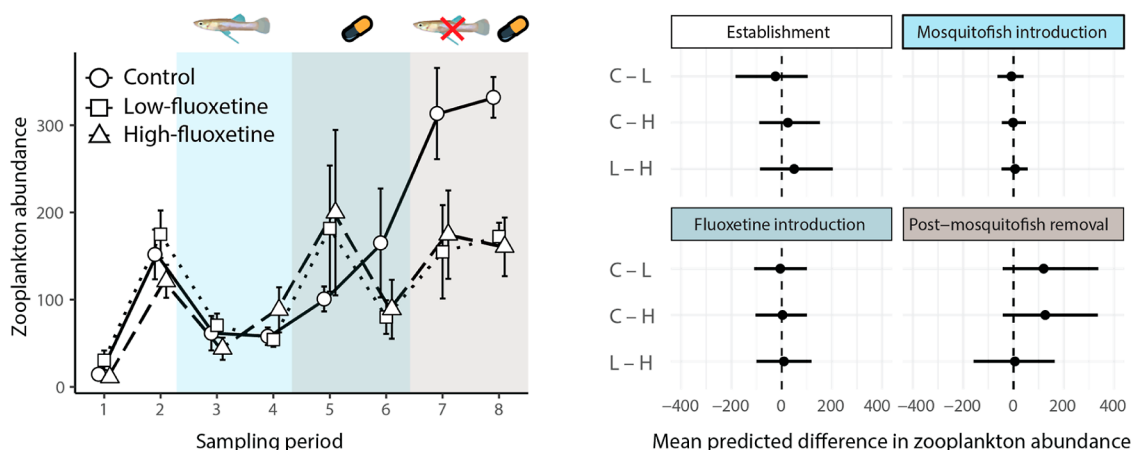 Control
Low-fluoxetine
High-fluoxetine
Zooplankton abundance
300
200
100
0
1 2 3 4 5 6 7 8
Sampling period
Establishment
Mosquitofish introduction
C – L
C – H
L – H
Fluoxetine introduction
Post–mosquitofish removal
C – L
C – H
L – H
−400 −200 0 200 400 −400 −200 0 200 400
Mean predicted difference in zooplankton abundance